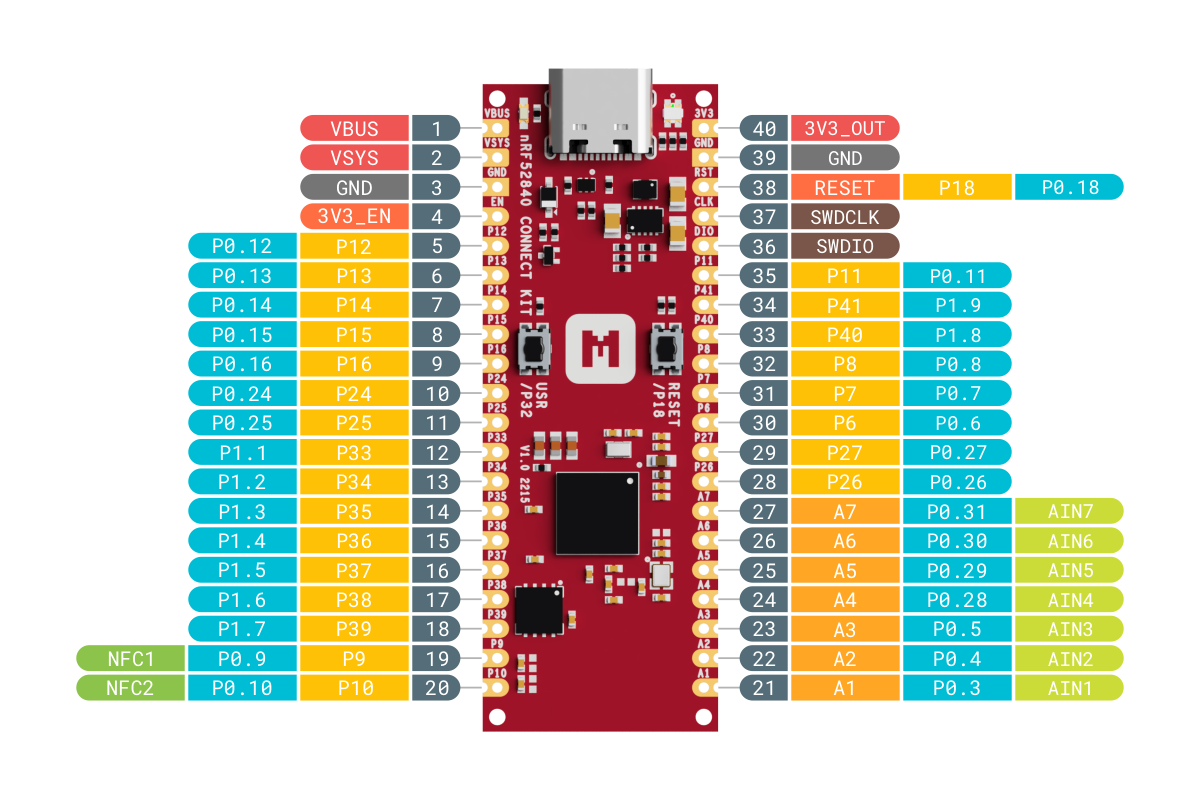 VBUS 1
VSYS 2
GND 3
3V3_EN 4
P0.12 P12 5
P0.13 P13 6
P0.14 P14 7
P0.15 P15 8
P0.16 P16 9
P0.24 P24 10
P0.25 P25 11
P1.1 P33 12
P1.2 P34 13
P1.3 P35 14
P1.4 P36 15
P1.5 P37 16
P1.6 P38 17
P1.7 P39 18
NFC1 P0.9 P9 19
NFC2 P0.10 P10 20
VBUS
VSYS
GND
EN
P12
P13
P14
P15
P16
P24
P25
P33
P34
P35
P36
P37
P38
P39
P9
P10
nRF52840 CONNECT KIT
USR
/P32
V1.0 2215
M
RESET
/P18
3V3
GND
RST
CLK
DIO
P11
P41
P40
P8
P7
P6
P27
P26
A7
A6
A5
A4
A3
A2
A1
40 3V3_OUT
39 GND
38 RESET P18 P0.18
37 SWDCLK
36 SWDIO
35 P11 P0.11
34 P41 P1.9
33 P40 P1.8
32 P8 P0.8
31 P7 P0.7
30 P6 P0.6
29 P27 P0.27
28 P26 P0.26
27 A7 P0.31 AIN7
26 A6 P0.30 AIN6
25 A5 P0.29 AIN5
24 A4 P0.28 AIN4
23 A3 P0.5 AIN3
22 A2 P0.4 AIN2
21 A1 P0.3 AIN1